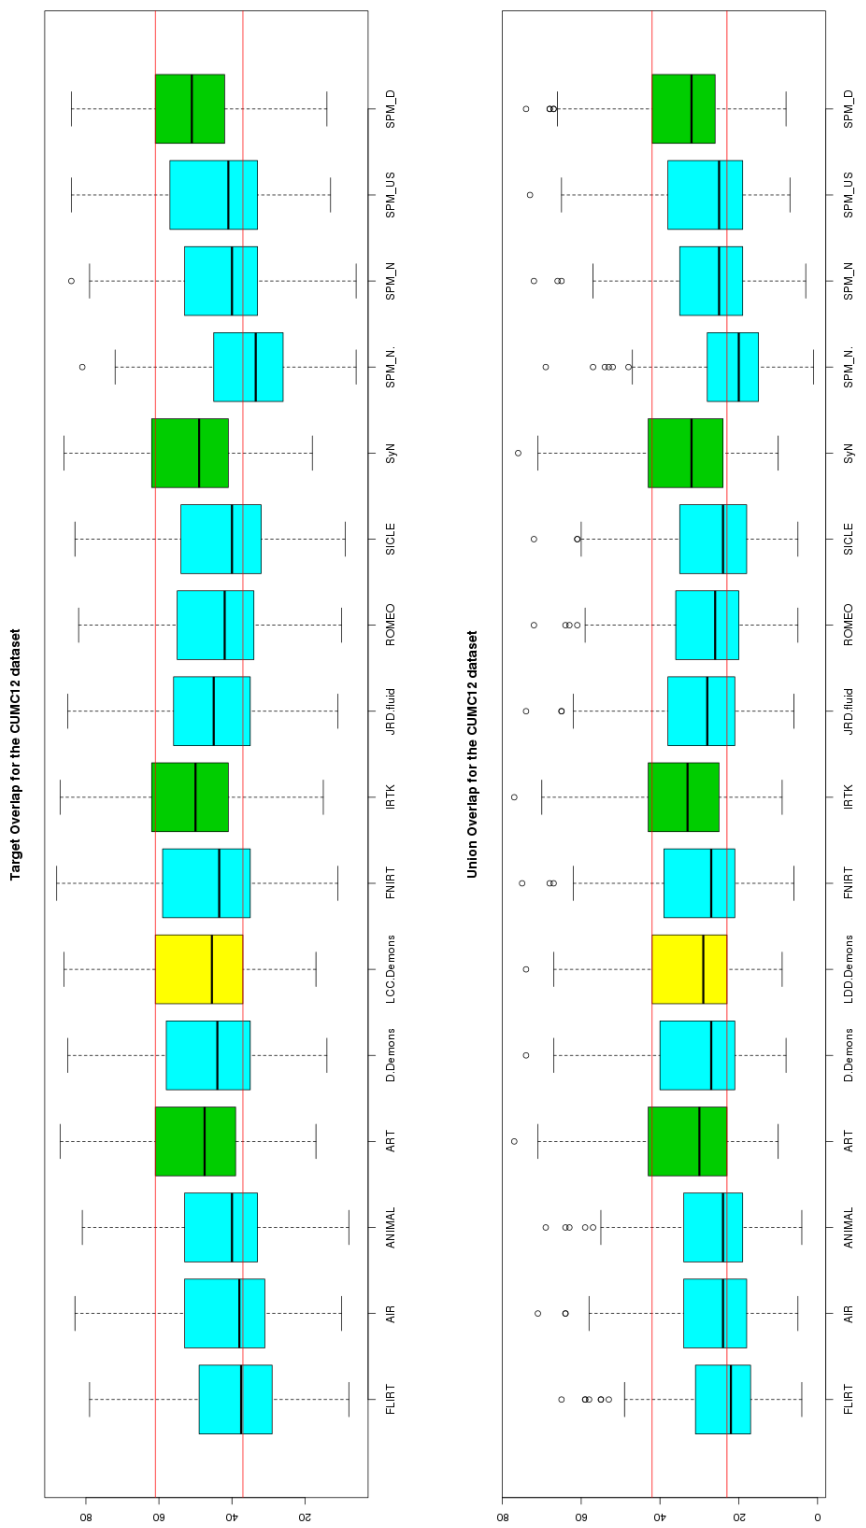 Target Overlap for the CUMC12 dataset
80
60
40
20
FLIRT
AIR
ANIMAL
ART
D.Demons
LCC.Demons
FNIRT
IRTK
JRD.fluid
ROMEO
SICLE
SyN
SPM_N.
SPM_N
SPM_US
SPM_D
Union Overlap for the CUMC12 dataset
80
60
40
20
0
FLIRT
AIR
ANIMAL
ART
D.Demons
LDD.Demons
FNIRT
IRTK
JRD.fluid
ROMEO
SICLE
SyN
SPM_N.
SPM_N
SPM_US
SPM_D